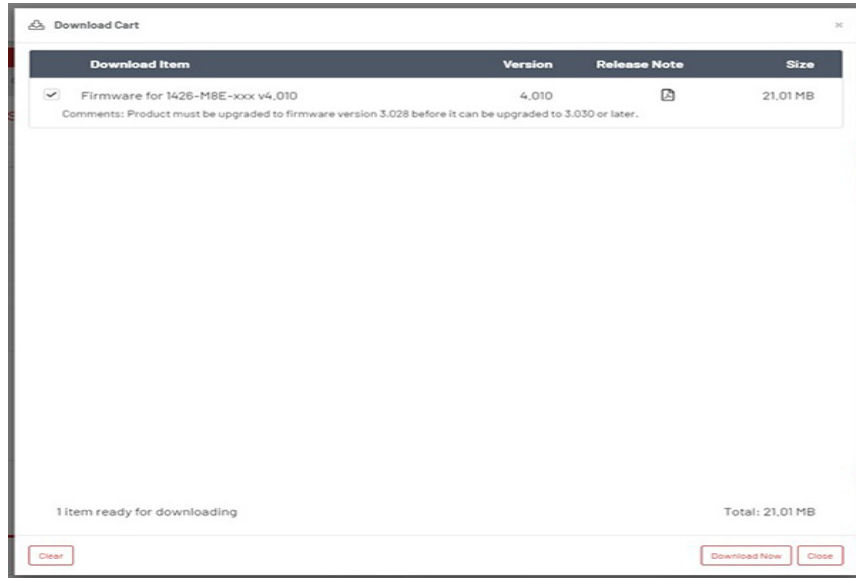 Download Cart
Download Item Version Release Note Size
Firmware for 1426-M8E-xxx v4.010 4.010 21.01 MB
Comments: Product must be upgraded to firmware version 3.028 before it can be upgraded to 3.030 or later.
1 item ready for downloading Total: 21.01 MB
Clear Download Now Close